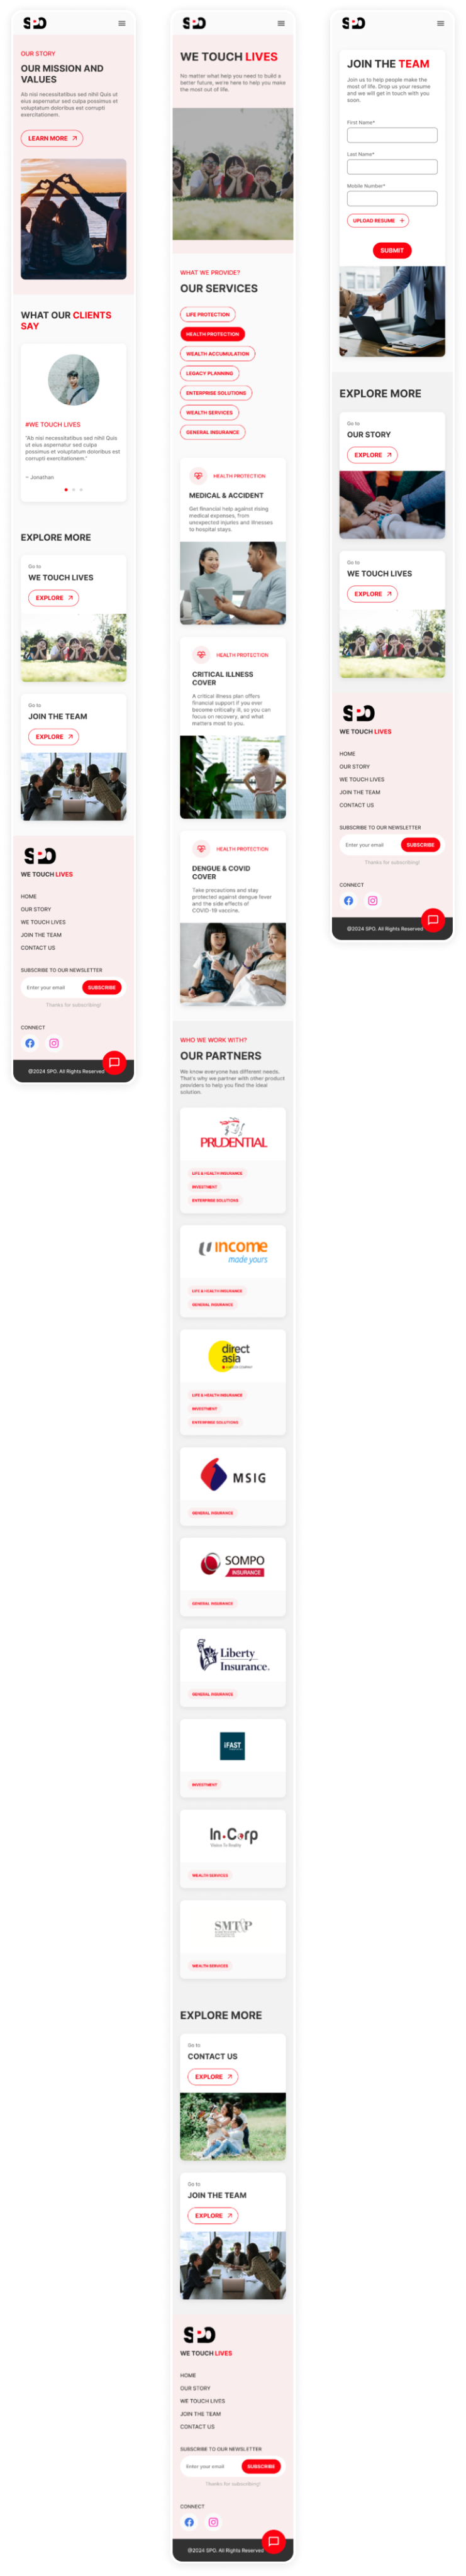 SPO
OUR STORY
OUR MISSION AND
VALUES
Ab nisi necessitatibus sed nihil Quis ut
eius aspernatur sed culpa possimus et
voluptatum doloribus est corrupti
exercitationem.
LEARN MORE
WHAT OUR CLIENTS
SAY
#WE TOUCH LIVES
"Ab nisi necessitatibus sed nihil Quis
ut eius aspernatur sed culpa
possimus et voluptatum doloribus est
corrupti exercitationem."
– Jonathan
EXPLORE MORE
Go to
WE TOUCH LIVES
EXPLORE
Go to
JOIN THE TEAM
EXPLORE
SPO
WE TOUCH LIVES
HOME
OUR STORY
WE TOUCH LIVES
JOIN THE TEAM
CONTACT US
SUBSCRIBE TO OUR NEWSLETTER
Enter your email
SUBSCRIBE
Thanks for subscribing!
CONNECT
@2024 SPO. All Rights Reserved
SPO
WE TOUCH LIVES
No matter what help you need to build a
better future, we're here to help you make
the most out of life.
WHAT WE PROVIDE?
OUR SERVICES
LIFE PROTECTION
HEALTH PROTECTION
WEALTH ACCUMULATION
LEGACY PLANNING
ENTERPRISE SOLUTIONS
WEALTH SERVICES
GENERAL INSURANCE
HEALTH PROTECTION
MEDICAL & ACCIDENT
Get financial help against rising
medical expenses, from
unexpected injuries and illnesses
to hospital stays.
HEALTH PROTECTION
CRITICAL ILLNESS
COVER
A critical illness plan offers
financial support if you ever
become critically ill, so you can
focus on recovery, and what
matters most to you.
HEALTH PROTECTION
DENGUE & COVID
COVER
Take precautions and stay
protected against dengue fever
and the side effects of
COVID-19 vaccine.
WHO WE WORK WITH?
OUR PARTNERS
We know everyone has different needs.
That's why we partner with other product
providers to help you find the ideal
solution.
PRUDENTIAL
LIFE & HEALTH INSURANCE
INVESTMENT
ENTERPRISE SOLUTIONS
income
made yours
LIFE & HEALTH INSURANCE
GENERAL INSURANCE
direct
asia
LIFE & HEALTH INSURANCE
INVESTMENT
ENTERPRISE SOLUTIONS
MSIG
GENERAL INSURANCE
SOMPO
INSURANCE
GENERAL INSURANCE
Liberty
Insurance.
GENERAL INSURANCE
iFAST
INVESTMENT
In.Corp
WEALTH SERVICES
SMTP
WEALTH SERVICES
EXPLORE MORE
Go to
CONTACT US
EXPLORE
Go to
JOIN THE TEAM
EXPLORE
SPO
WE TOUCH LIVES
HOME
OUR STORY
WE TOUCH LIVES
JOIN THE TEAM
CONTACT US
SUBSCRIBE TO OUR NEWSLETTER
Enter your email
SUBSCRIBE
Thanks for subscribing!
CONNECT
@2024 SPO. All Rights Reserved
SPO
JOIN THE TEAM
Join us to help people make the
most of life. Drop us your resume
and we will get in touch with you
soon.
First Name*
Last Name*
Mobile Number*
UPLOAD RESUME +
SUBMIT
EXPLORE MORE
Go to
OUR STORY
EXPLORE
Go to
WE TOUCH LIVES
EXPLORE
SPO
WE TOUCH LIVES
HOME
OUR STORY
WE TOUCH LIVES
JOIN THE TEAM
CONTACT US
SUBSCRIBE TO OUR NEWSLETTER
Enter your email
SUBSCRIBE
Thanks for subscribing!
CONNECT
@2024 SPO. All Rights Reserved